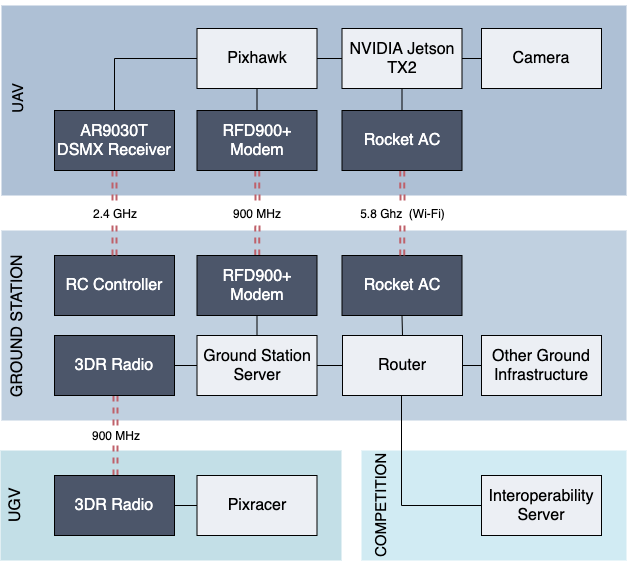 UAV
Pixhawk
NVIDIA Jetson
TX2
Camera
AR9030T
DSMX Receiver
RFD900+
Modem
Rocket AC
2.4 GHz
900 MHz
5.8 Ghz (Wi-Fi)
GROUND STATION
RC Controller
RFD900+
Modem
Rocket AC
3DR Radio
Ground Station
Server
Router
Other Ground
Infrastructure
900 MHz
UGV
3DR Radio
Pixracer
COMPETITION
Interoperability
Server